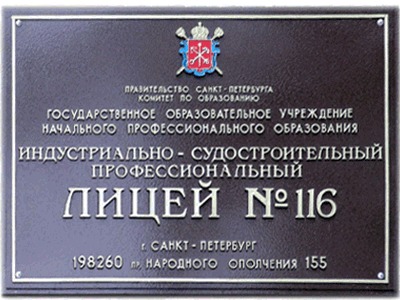 ПРАВИТЕЛЬСТВО САНКТ-ПЕТЕРБУРГА
КОМИТЕТ ПО ОБРАЗОВАНИЮ
ГОСУДАРСТВЕННОЕ ОБРАЗОВАТЕЛЬНОЕ УЧРЕЖДЕНИЕ
НАЧАЛЬНОГО ПРОФЕССИОНАЛЬНОГО ОБРАЗОВАНИЯ
ИНДУСТРИАЛЬНО - СУДОСТРОИТЕЛЬНЫЙ
ПРОФЕССИОНАЛЬНЫЙ
ЛИЦЕЙ №116
г. САНКТ - ПЕТЕРБУРГ
198260 пр. НАРОДНОГО ОПОЛЧЕНИЯ 155